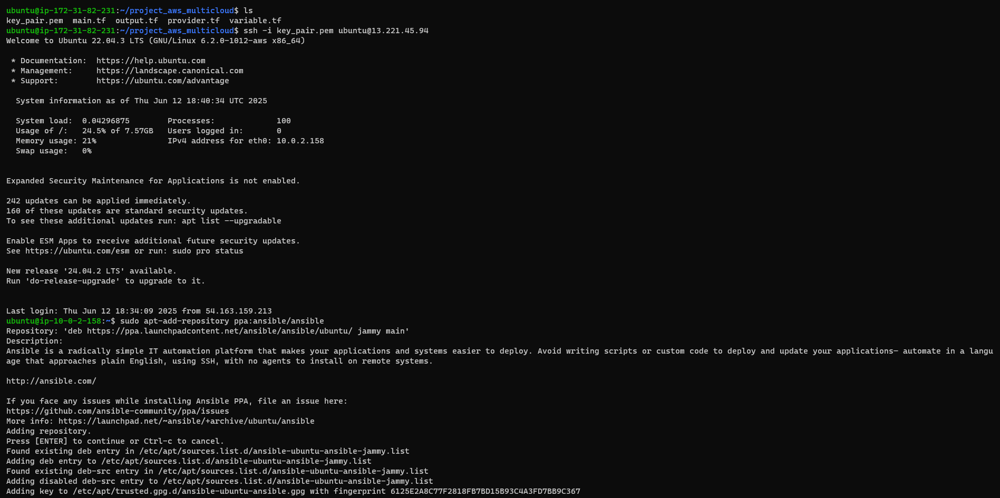 ubuntu@ip-172-31-82-231:~/project_aws_multicloud$ ls
key_pair.pem  main.tf  output.tf  provider.tf  variable.tf
ubuntu@ip-172-31-82-231:~/project_aws_multicloud$ ssh -i key_pair.pem ubuntu@13.221.45.94
Welcome to Ubuntu 22.04.3 LTS (GNU/Linux 6.2.0-1012-aws x86_64)

 * Documentation:  https://help.ubuntu.com
 * Management:     https://landscape.canonical.com
 * Support:        https://ubuntu.com/advantage

  System information as of Thu Jun 12 18:40:34 UTC 2025

  System load:  0.04296875        Processes:             100
  Usage of /:   24.5% of 7.57GB   Users logged in:       0
  Memory usage: 21%               IPv4 address for eth0: 10.0.2.158
  Swap usage:   0%


Expanded Security Maintenance for Applications is not enabled.

242 updates can be applied immediately.
160 of these updates are standard security updates.
To see these additional updates run: apt list --upgradable

Enable ESM Apps to receive additional future security updates.
See https://ubuntu.com/esm or run: sudo pro status

New release '24.04.2 LTS' available.
Run 'do-release-upgrade' to upgrade to it.


Last login: Thu Jun 12 18:34:09 2025 from 54.163.159.213
ubuntu@ip-10-0-2-158:~$ sudo apt-add-repository ppa:ansible/ansible
Repository: 'deb https://ppa.launchpadcontent.net/ansible/ansible/ubuntu/ jammy main'
Description:
Ansible is a radically simple IT automation platform that makes your applications and systems easier to deploy. Avoid writing scripts or custom code to deploy and update your applications— automate in a langu
age that approaches plain English, using SSH, with no agents to install on remote systems.

http://ansible.com/

If you face any issues while installing Ansible PPA, file an issue here:
https://github.com/ansible-community/ppa/issues
More info: https://launchpad.net/~ansible/+archive/ubuntu/ansible
Adding repository.
Press [ENTER] to continue or Ctrl-c to cancel.
Found existing deb entry in /etc/apt/sources.list.d/ansible-ubuntu-ansible-jammy.list
Adding deb entry to /etc/apt/sources.list.d/ansible-ubuntu-ansible-jammy.list
Found existing deb-src entry in /etc/apt/sources.list.d/ansible-ubuntu-ansible-jammy.list
Adding disabled deb-src entry to /etc/apt/sources.list.d/ansible-ubuntu-ansible-jammy.list
Adding key to /etc/apt/trusted.gpg.d/ansible-ubuntu-ansible.gpg with fingerprint 6125E2A8C77F2818FB7BD15B93C4A3FD7BB9C367